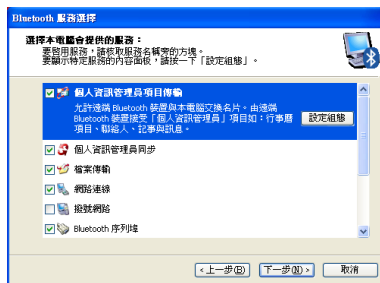 Bluetooth 服務選擇
選擇本電腦會提供的服務：
要啟用服務，請核取服務名稱旁的方塊。
要顯示特定服務的內容面板，請按一下「設定組態」。
個人資訊管理員項目傳輸
允許遠端 Bluetooth 裝置與本電腦交換名片。由遠端
Bluetooth 裝置接受「個人資訊管理員」項目如：行事曆
項目、聯絡人、記事與訊息。
設定組態
個人資訊管理員同步
檔案傳輸
網路連線
撥號網路
Bluetooth 序列埠
<上一步(B)
下一步(N)>
取消